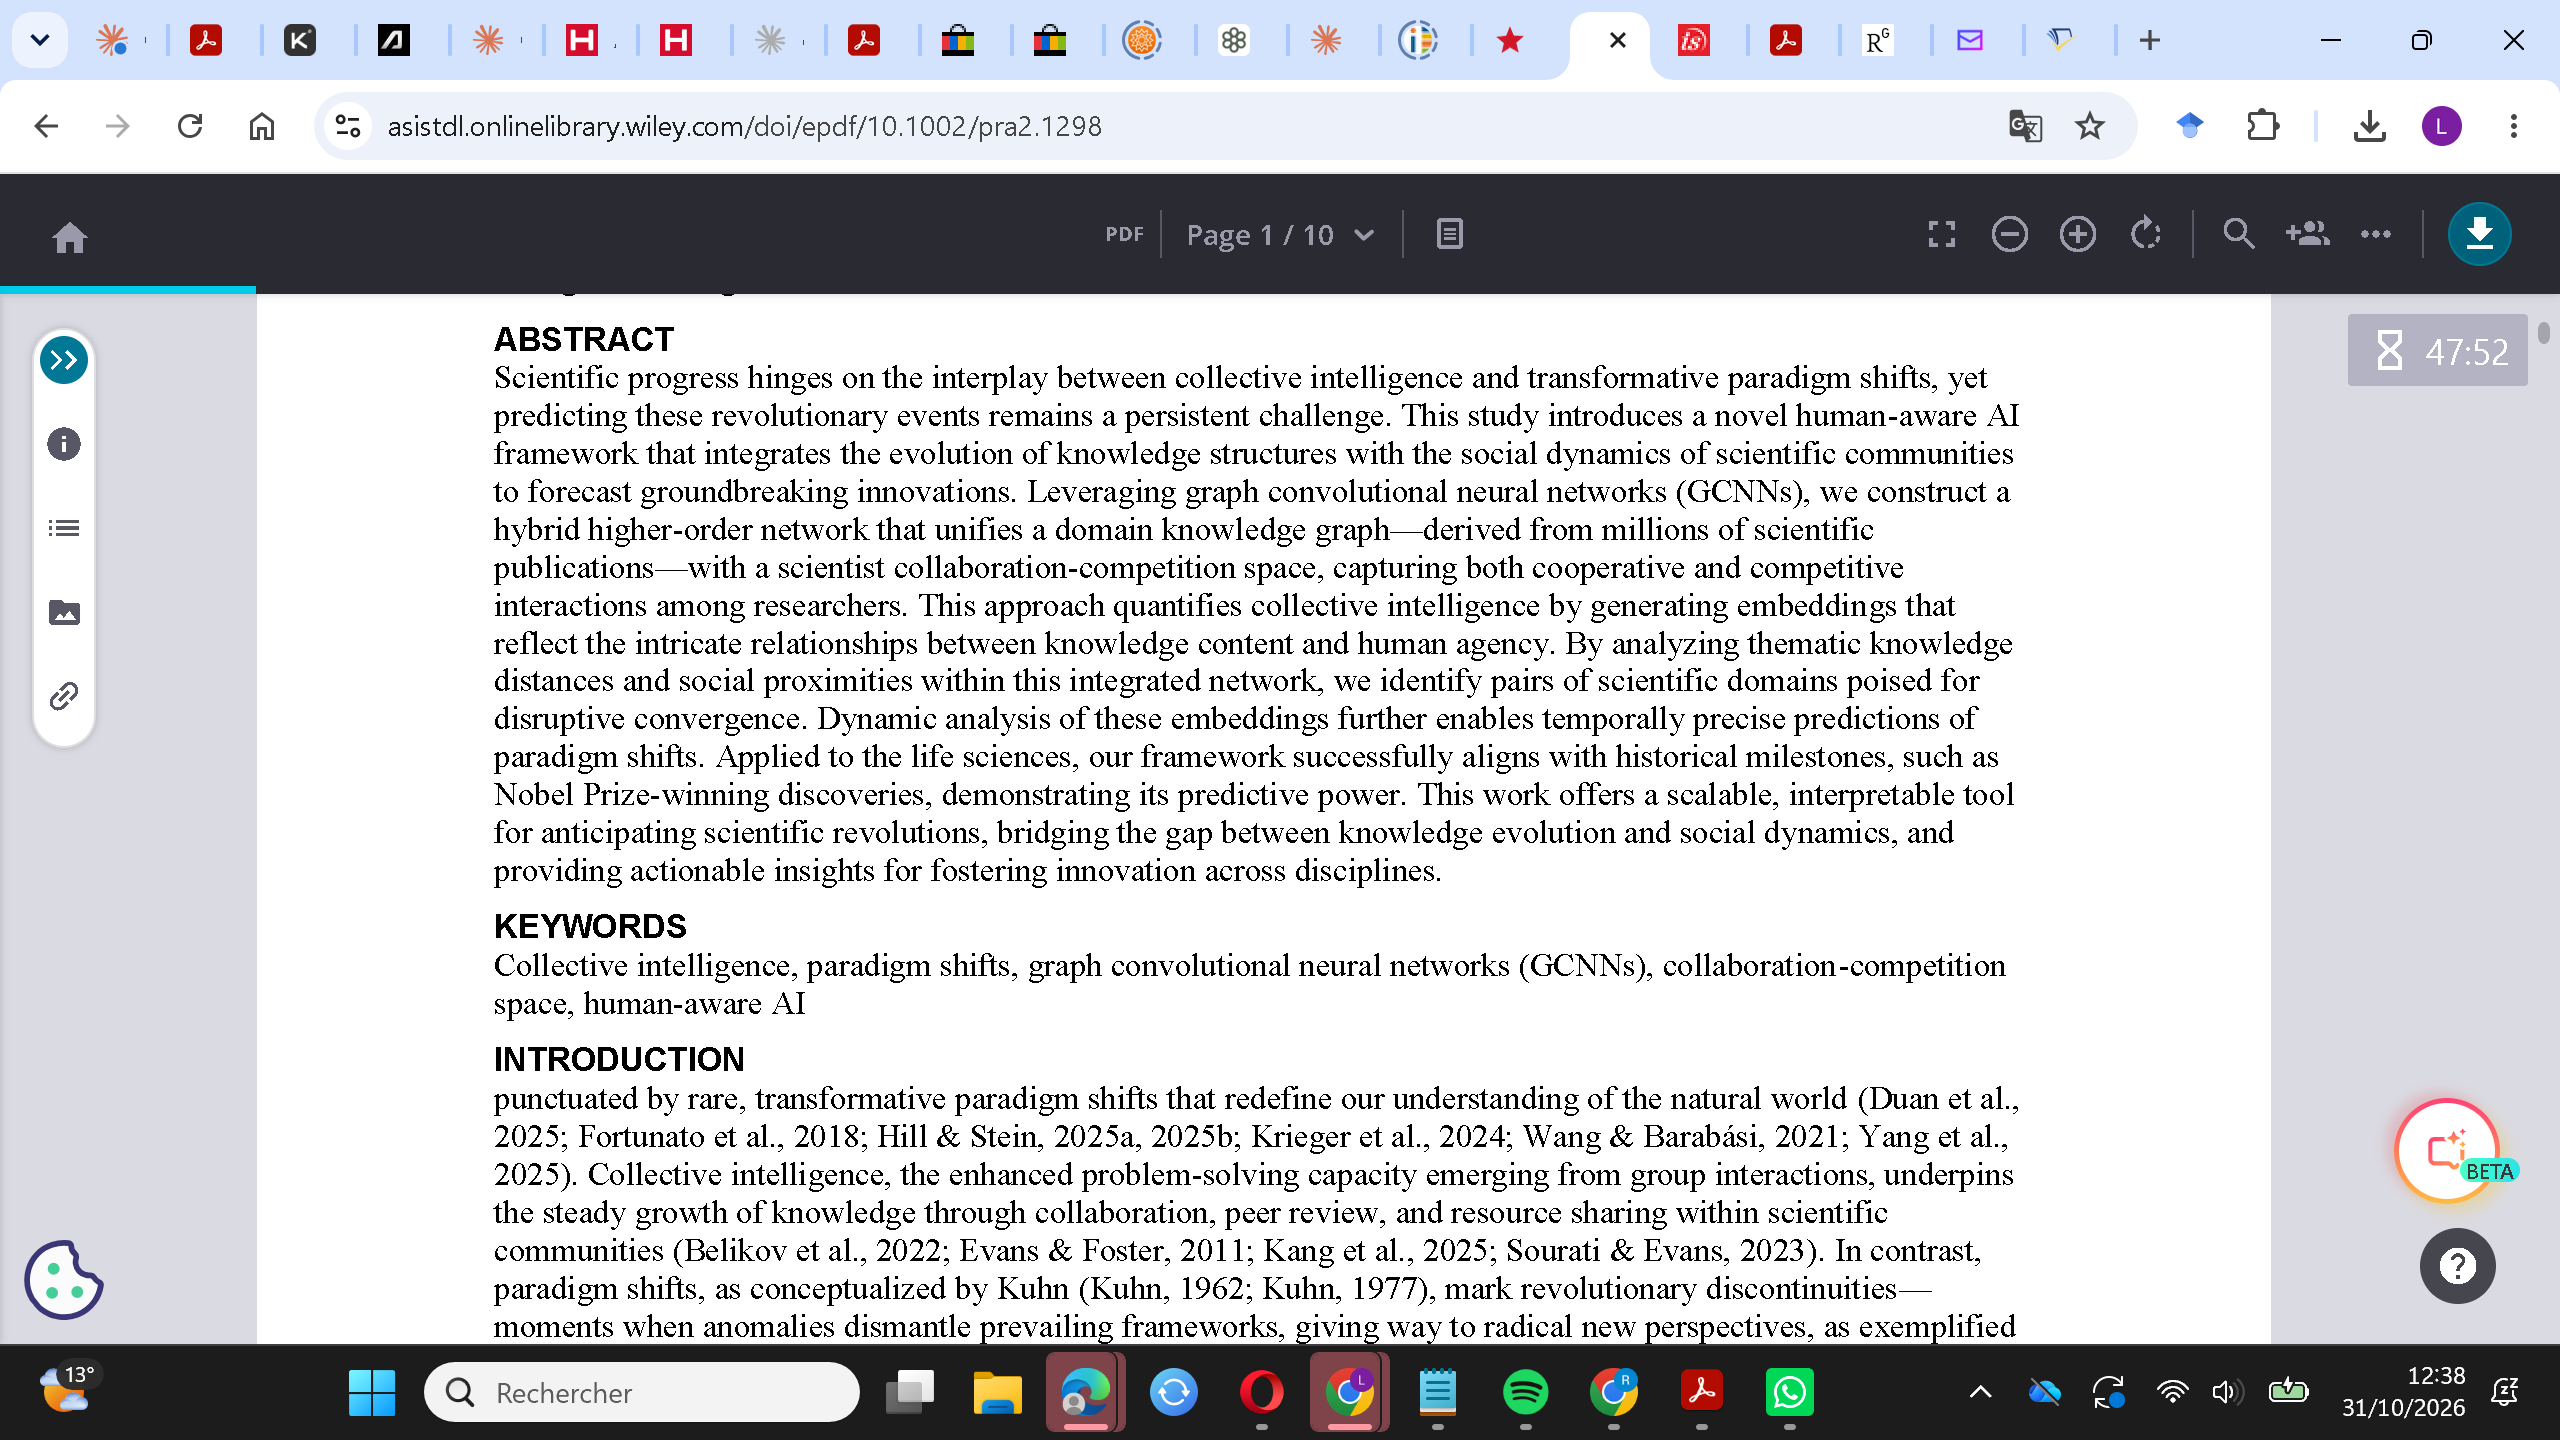 asistdl.onlinelibrary.wiley.com/doi/epdf/10.1002/pra2.1298
L
PDF
Page 1 / 10
47:52
ABSTRACT
Scientific progress hinges on the interplay between collective intelligence and transformative paradigm shifts, yet
predicting these revolutionary events remains a persistent challenge. This study introduces a novel human-aware AI
framework that integrates the evolution of knowledge structures with the social dynamics of scientific communities
to forecast groundbreaking innovations. Leveraging graph convolutional neural networks (GCNNs), we construct a
hybrid higher-order network that unifies a domain knowledge graph—derived from millions of scientific
publications—with a scientist collaboration-competition space, capturing both cooperative and competitive
interactions among researchers. This approach quantifies collective intelligence by generating embeddings that
reflect the intricate relationships between knowledge content and human agency. By analyzing thematic knowledge
distances and social proximities within this integrated network, we identify pairs of scientific domains poised for
disruptive convergence. Dynamic analysis of these embeddings further enables temporally precise predictions of
paradigm shifts. Applied to the life sciences, our framework successfully aligns with historical milestones, such as
Nobel Prize-winning discoveries, demonstrating its predictive power. This work offers a scalable, interpretable tool
for anticipating scientific revolutions, bridging the gap between knowledge evolution and social dynamics, and
providing actionable insights for fostering innovation across disciplines.
KEYWORDS
Collective intelligence, paradigm shifts, graph convolutional neural networks (GCNNs), collaboration-competition
space, human-aware AI
INTRODUCTION
punctuated by rare, transformative paradigm shifts that redefine our understanding of the natural world (Duan et al.,
2025; Fortunato et al., 2018; Hill & Stein, 2025a, 2025b; Krieger et al., 2024; Wang & Barabási, 2021; Yang et al.,
2025). Collective intelligence, the enhanced problem-solving capacity emerging from group interactions, underpins
the steady growth of knowledge through collaboration, peer review, and resource sharing within scientific
communities (Belikov et al., 2022; Evans & Foster, 2011; Kang et al., 2025; Sourati & Evans, 2023). In contrast,
paradigm shifts, as conceptualized by Kuhn (Kuhn, 1962; Kuhn, 1977), mark revolutionary discontinuities—
moments when anomalies dismantle prevailing frameworks, giving way to radical new perspectives, as exemplified
BETA
13°
Rechercher
12:38
31/10/2026